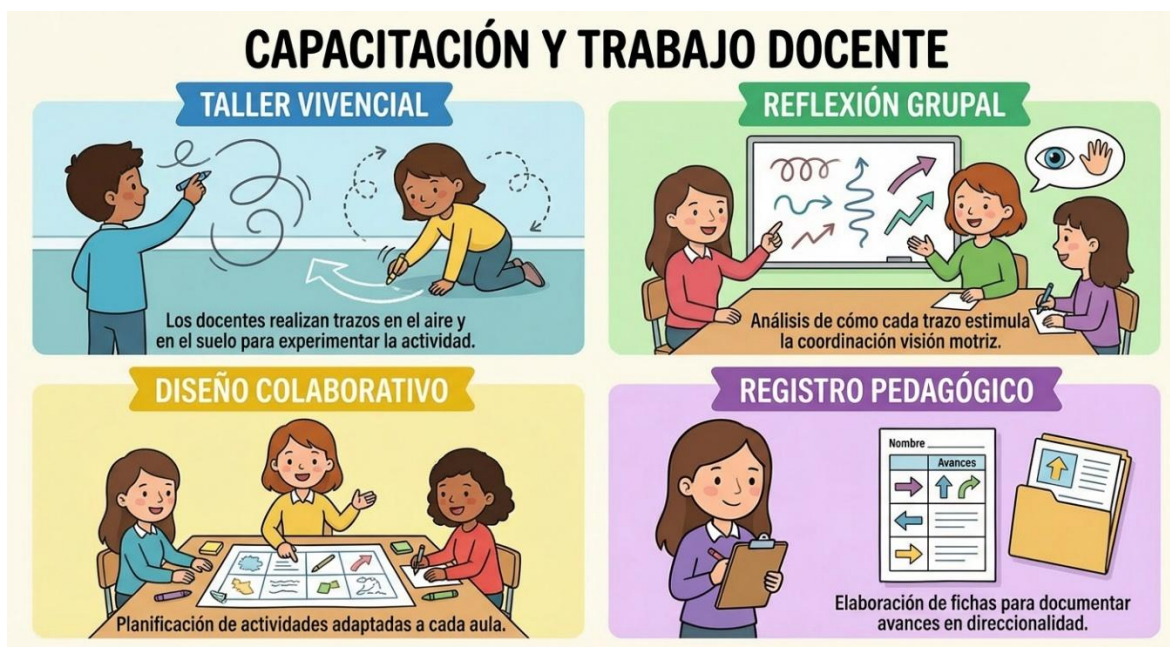 CAPACITACIÓN Y TRABAJO DOCENTE
TALLER VIVENCIAL
Los docentes realizan trazos en el aire y
en el suelo para experimentar la actividad.
REFLEXIÓN GRUPAL
Análisis de cómo cada trazo estimula
la coordinación visión motriz.
DISEÑO COLABORATIVO
Planificación de actividades adaptadas a cada aula.
REGISTRO PEDAGÓGICO
Nombre
Avances
Elaboración de fichas para documentar
avances en direccionalidad.